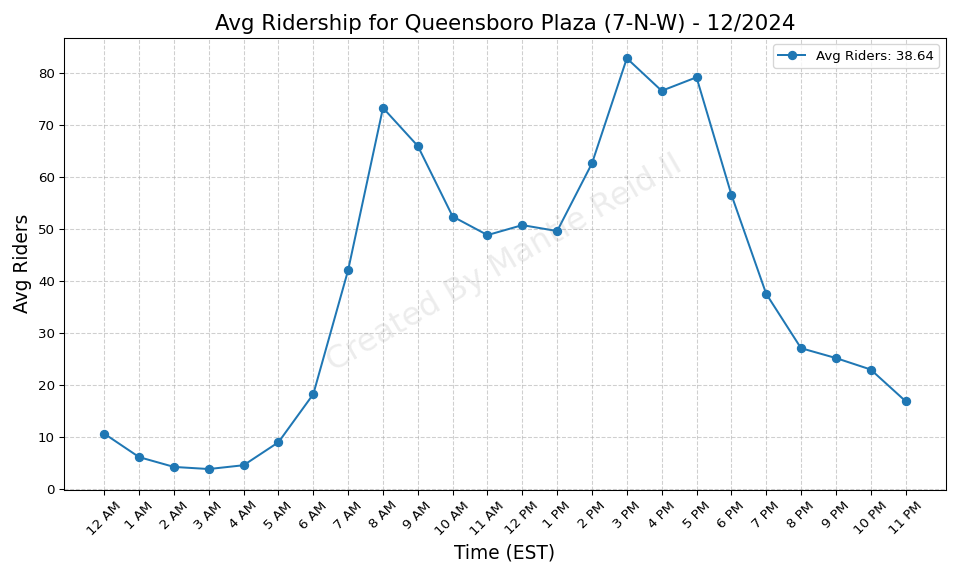 Avg Ridership for Queensboro Plaza (7-N-W) - 12/2024
Avg Riders: 38.64
Avg Riders
80
70
60
50
40
30
20
10
0
Created By Mantie Reid II
12 AM
1 AM
2 AM
3 AM
4 AM
5 AM
6 AM
7 AM
8 AM
9 AM
10 AM
11 AM
12 PM
1 PM
2 PM
3 PM
4 PM
5 PM
6 PM
7 PM
8 PM
9 PM
10 PM
11 PM
Time (EST)